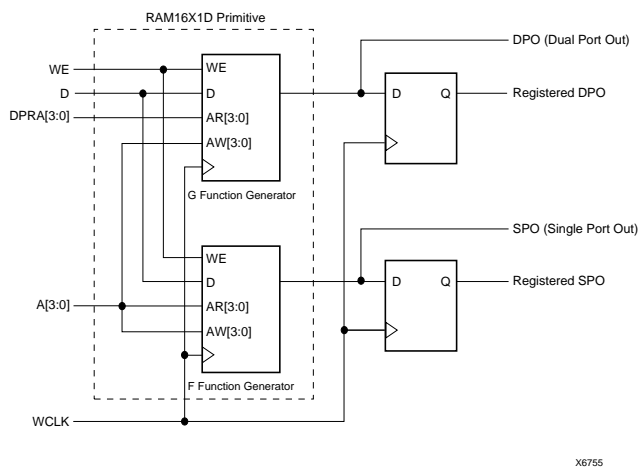 RAM16X1D Primitive
WE
D
DPRA[3:0]
A[3:0]
WCLK
WE
D
AR[3:0]
AW[3:0]
G Function Generator
WE
D
AR[3:0]
AW[3:0]
F Function Generator
D Q
D Q
DPO (Dual Port Out)
Registered DPO
SPO (Single Port Out)
Registered SPO
X6755